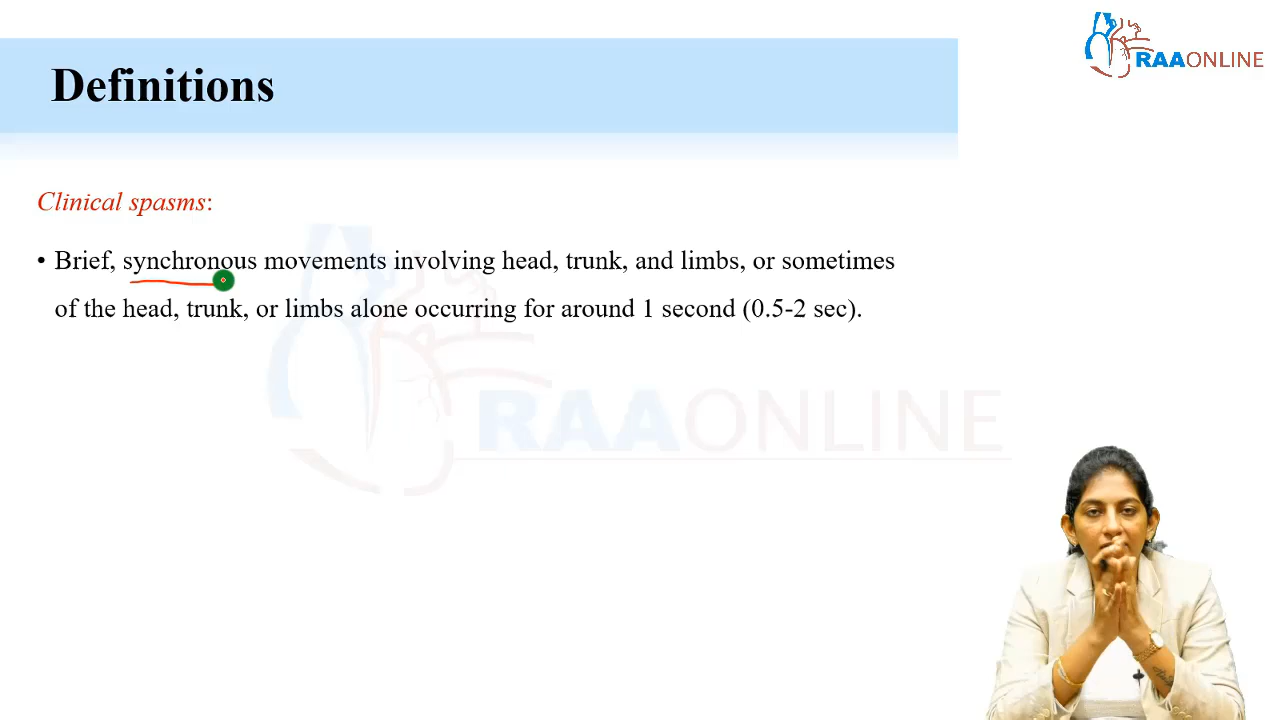 RAAONLINE
Definitions
Clinical spasms:
• Brief, synchronous movements involving head, trunk, and limbs, or sometimes
of the head, trunk, or limbs alone occurring for around 1 second (0.5-2 sec).
RAAONLINE